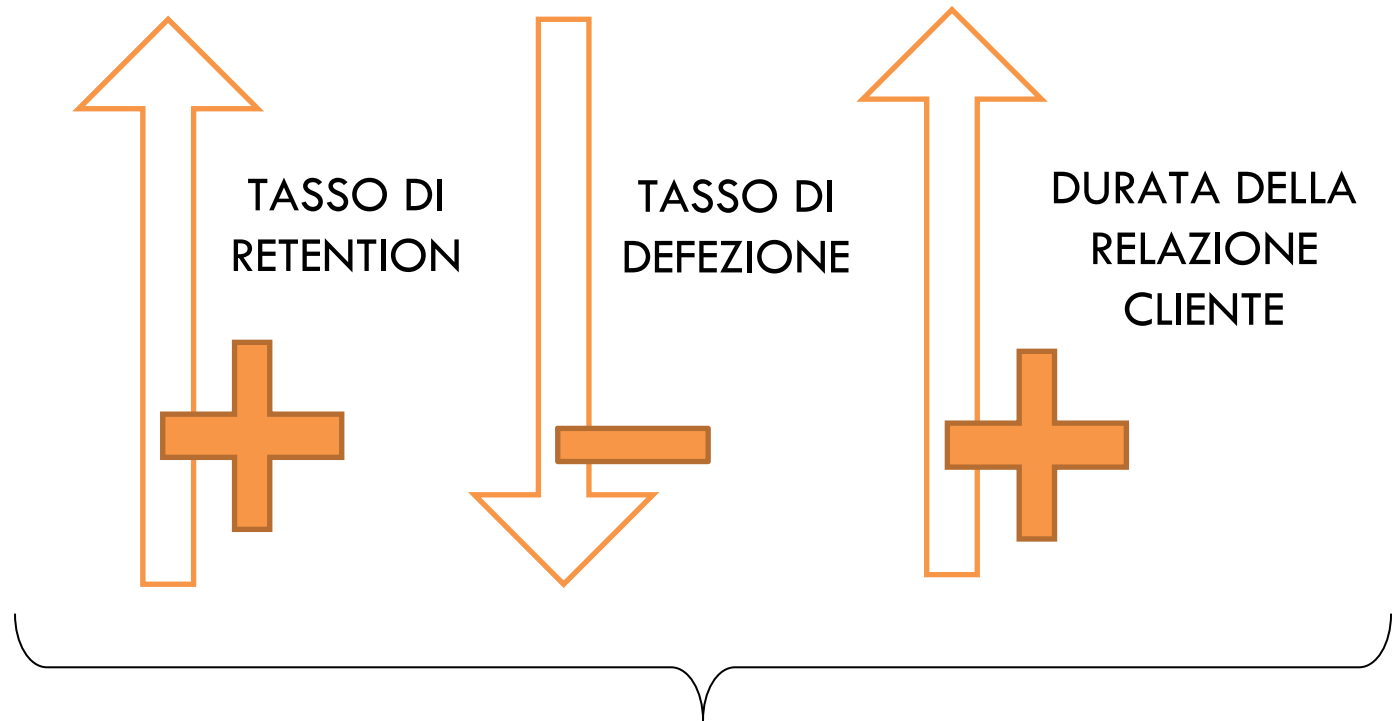 TASSO DI
RETENTION
TASSO DI
DEFEZIONE
DURATA DELLA
RELAZIONE
CLIENTE